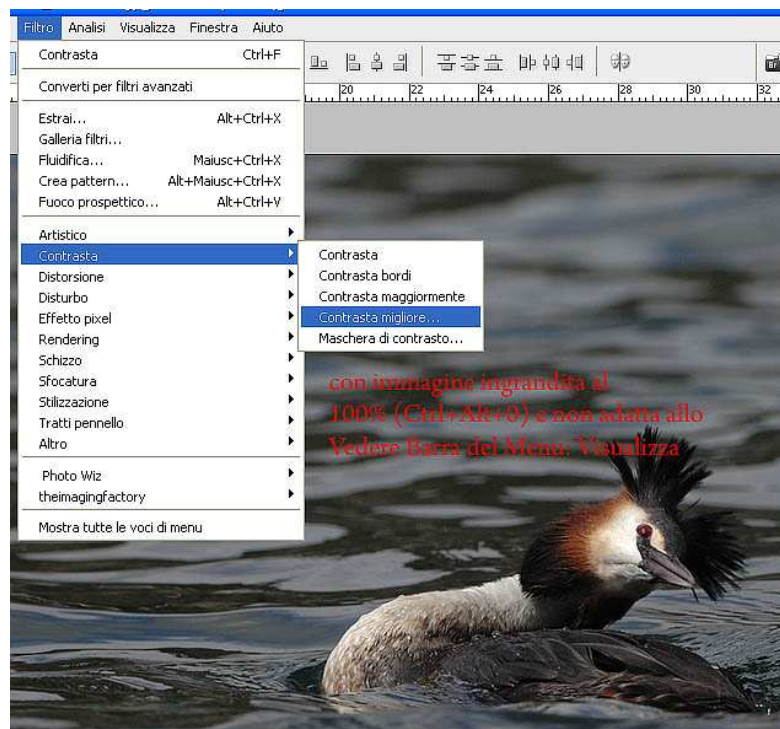 Filtro Analisi Visualizza Finestra Aiuto
Contrasta Ctrl+F
Converti per filtri avanzati
Estrai... Alt+Ctrl+X
Galleria filtri...
Fluidifica... Maiusc+Ctrl+X
Crea pattern... Alt+Maiusc+Ctrl+X
Fuoco prospettico... Alt+Ctrl+V
Artistico
Contrasta
Distorsione
Disturbo
Effetto pixel
Rendering
Schizzo
Sfocatura
Stilizzazione
Tratti pennello
Altro
Photo Wiz
theimagingfactory
Mostra tutte le voci di menu
Contrasta
Contrasta bordi
Contrasta maggiormente
Contrasta migliore...
Maschera di contrasto...
20 22 24 26 28 30 32
con immagine ingrandita al
100% (Ctrl+Alt+0) e non adatta allo
Vedere Barra del Menu: Visualizza